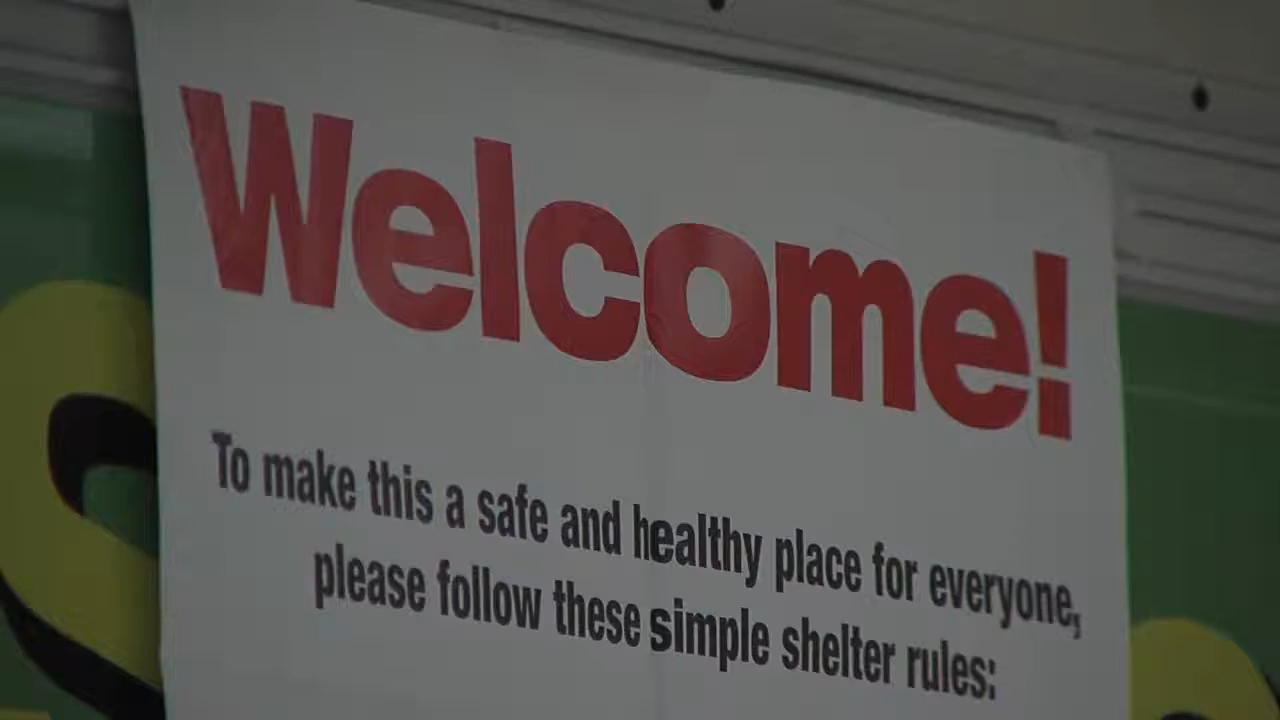 Welcome!
To make this a safe and healthy place for everyone,
please follow these simple shelter rules: